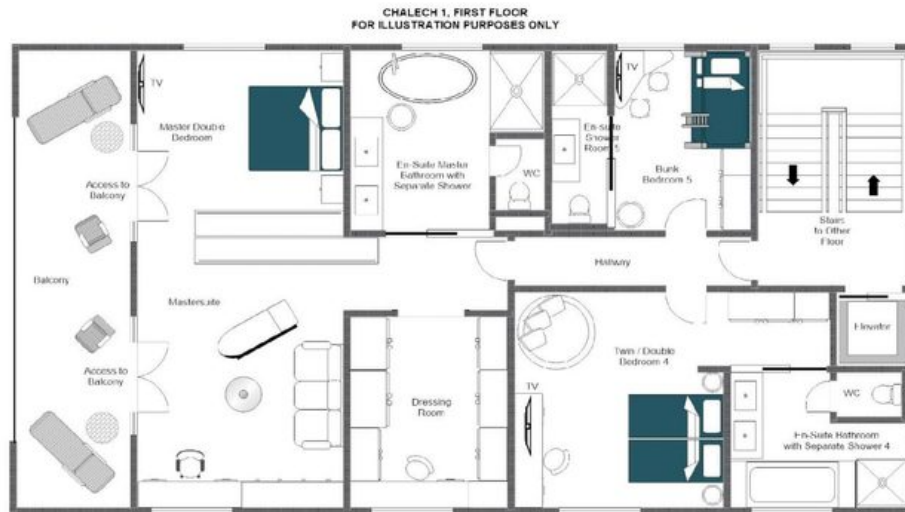 CHALECH 1, FIRST FLOOR
FOR ILLUSTRATION PURPOSES ONLY
TV
Master Double
Bedroom
Access to
Balcony
Balcony
Mastersuite
Access to
Balcony
En-Suite Master
Bathroom with
Separate Shower
WC
En-suite
Shower
Room 5
TV
Bunk
Bedroom 5
Stairs
to Other
Floor
Hallway
Elevator
Dressing
Room
Twin / Double
Bedroom 4
TV
WC
En-Suite Bathroom
with Separate Shower 4